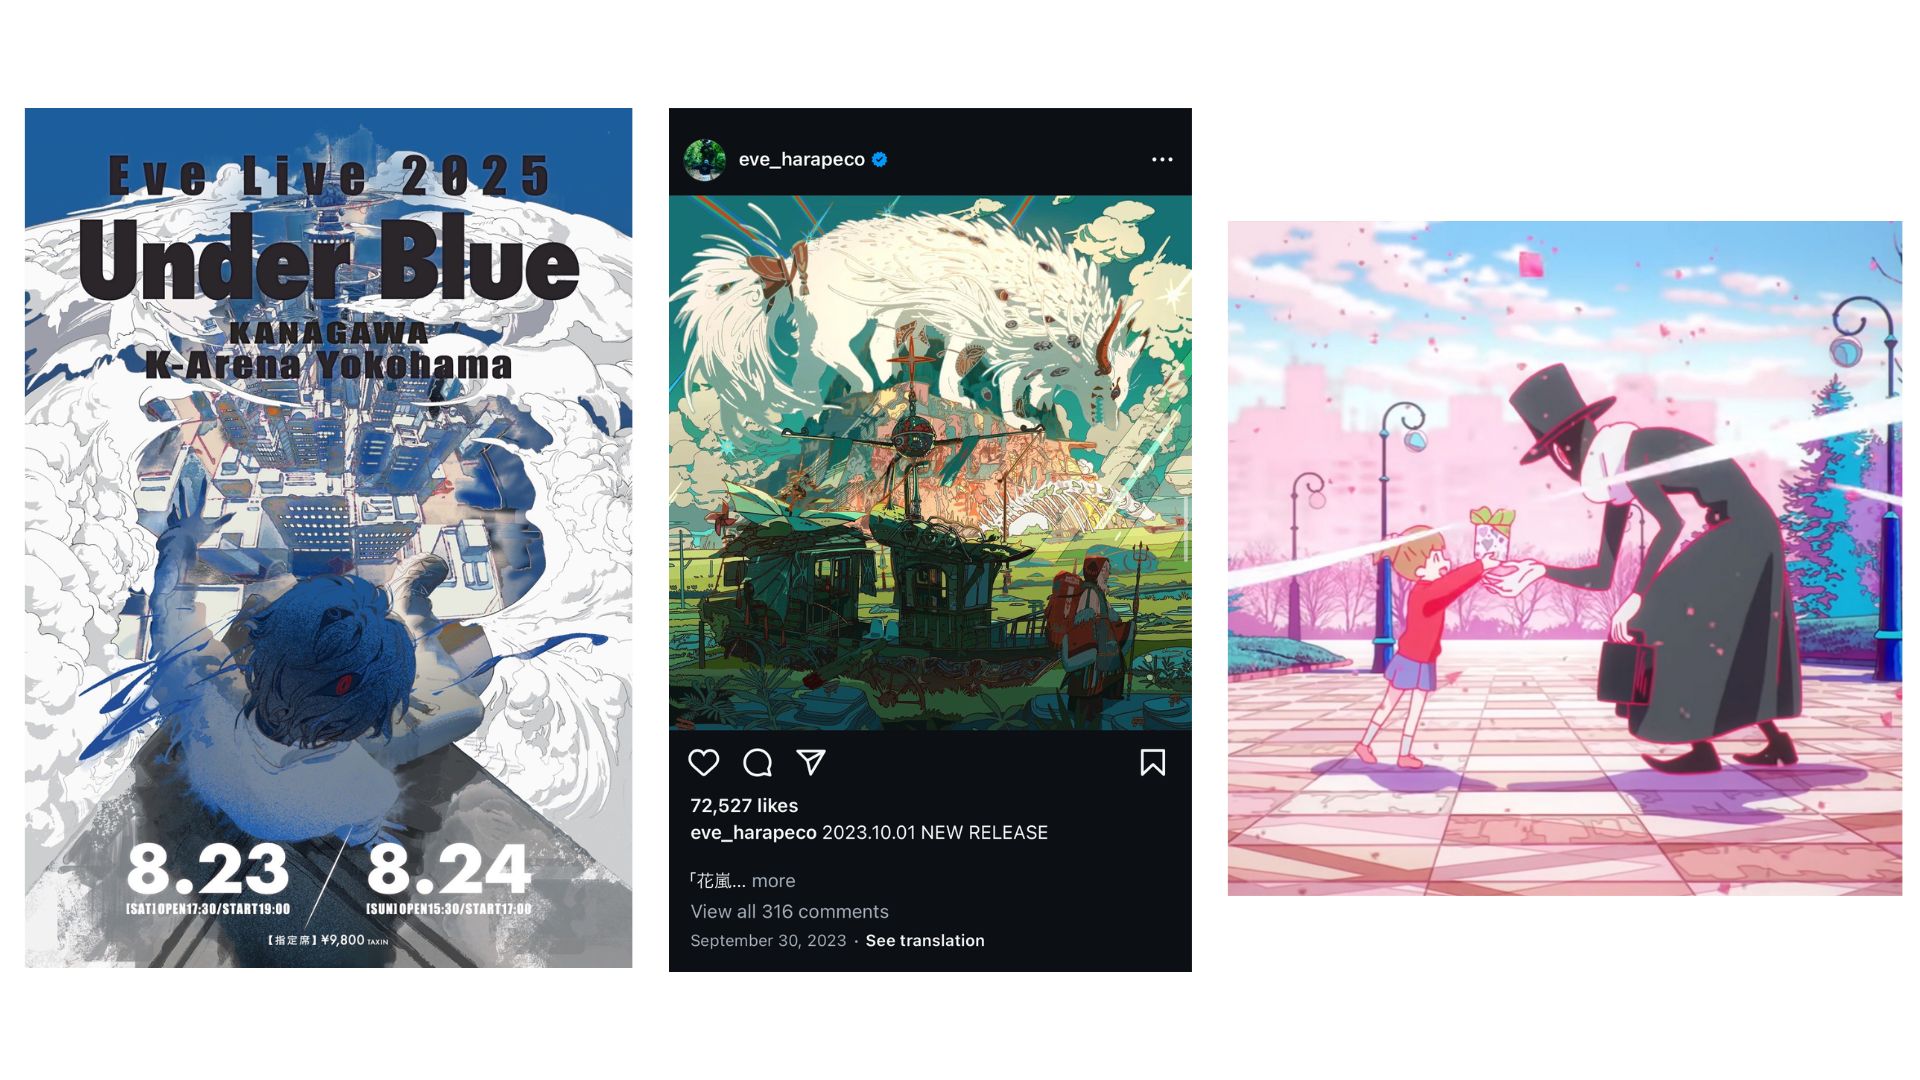 Eve Live 2025
Under Blue
KANAGAWA
K-Arena Yokohama
8.23 / 8.24
[SAT] OPEN17:30/START19:00
[SUN] OPEN15:30/START17:00
【指定席】¥9,800 TAXIN
eve_harapeco
72,527 likes
eve_harapeco 2023.10.01 NEW RELEASE
「花嵐... more
View all 316 comments
September 30, 2023 · See translation